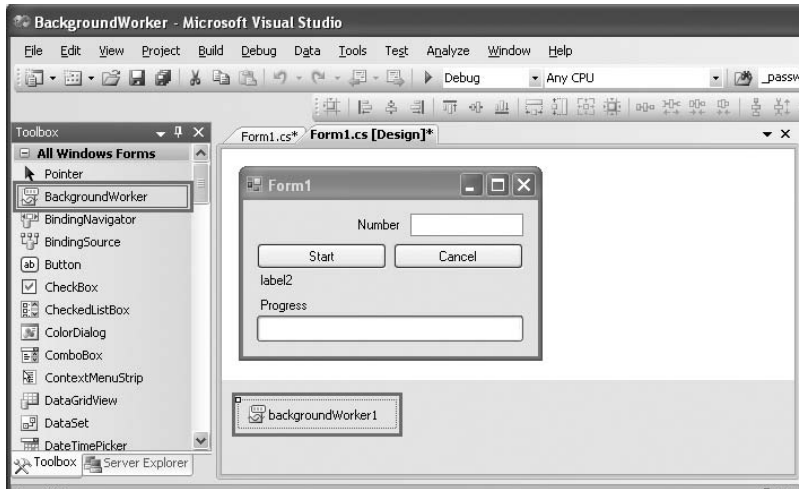 BackgroundWorker - Microsoft Visual Studio
File Edit View Project Build Debug Data Tools Test Analyze Window Help
Debug Any CPU _passw
Toolbox
Form1.cs* Form1.cs [Design]*
All Windows Forms
Pointer
BackgroundWorker
BindingNavigator
BindingSource
ab Button
CheckBox
CheckedListBox
ColorDialog
ComboBox
ContextMenuStrip
DataGridView
DataSet
DateTimePicker
Toolbox Server Explorer
Form1
Number
Start Cancel
label2
Progress
backgroundWorker1